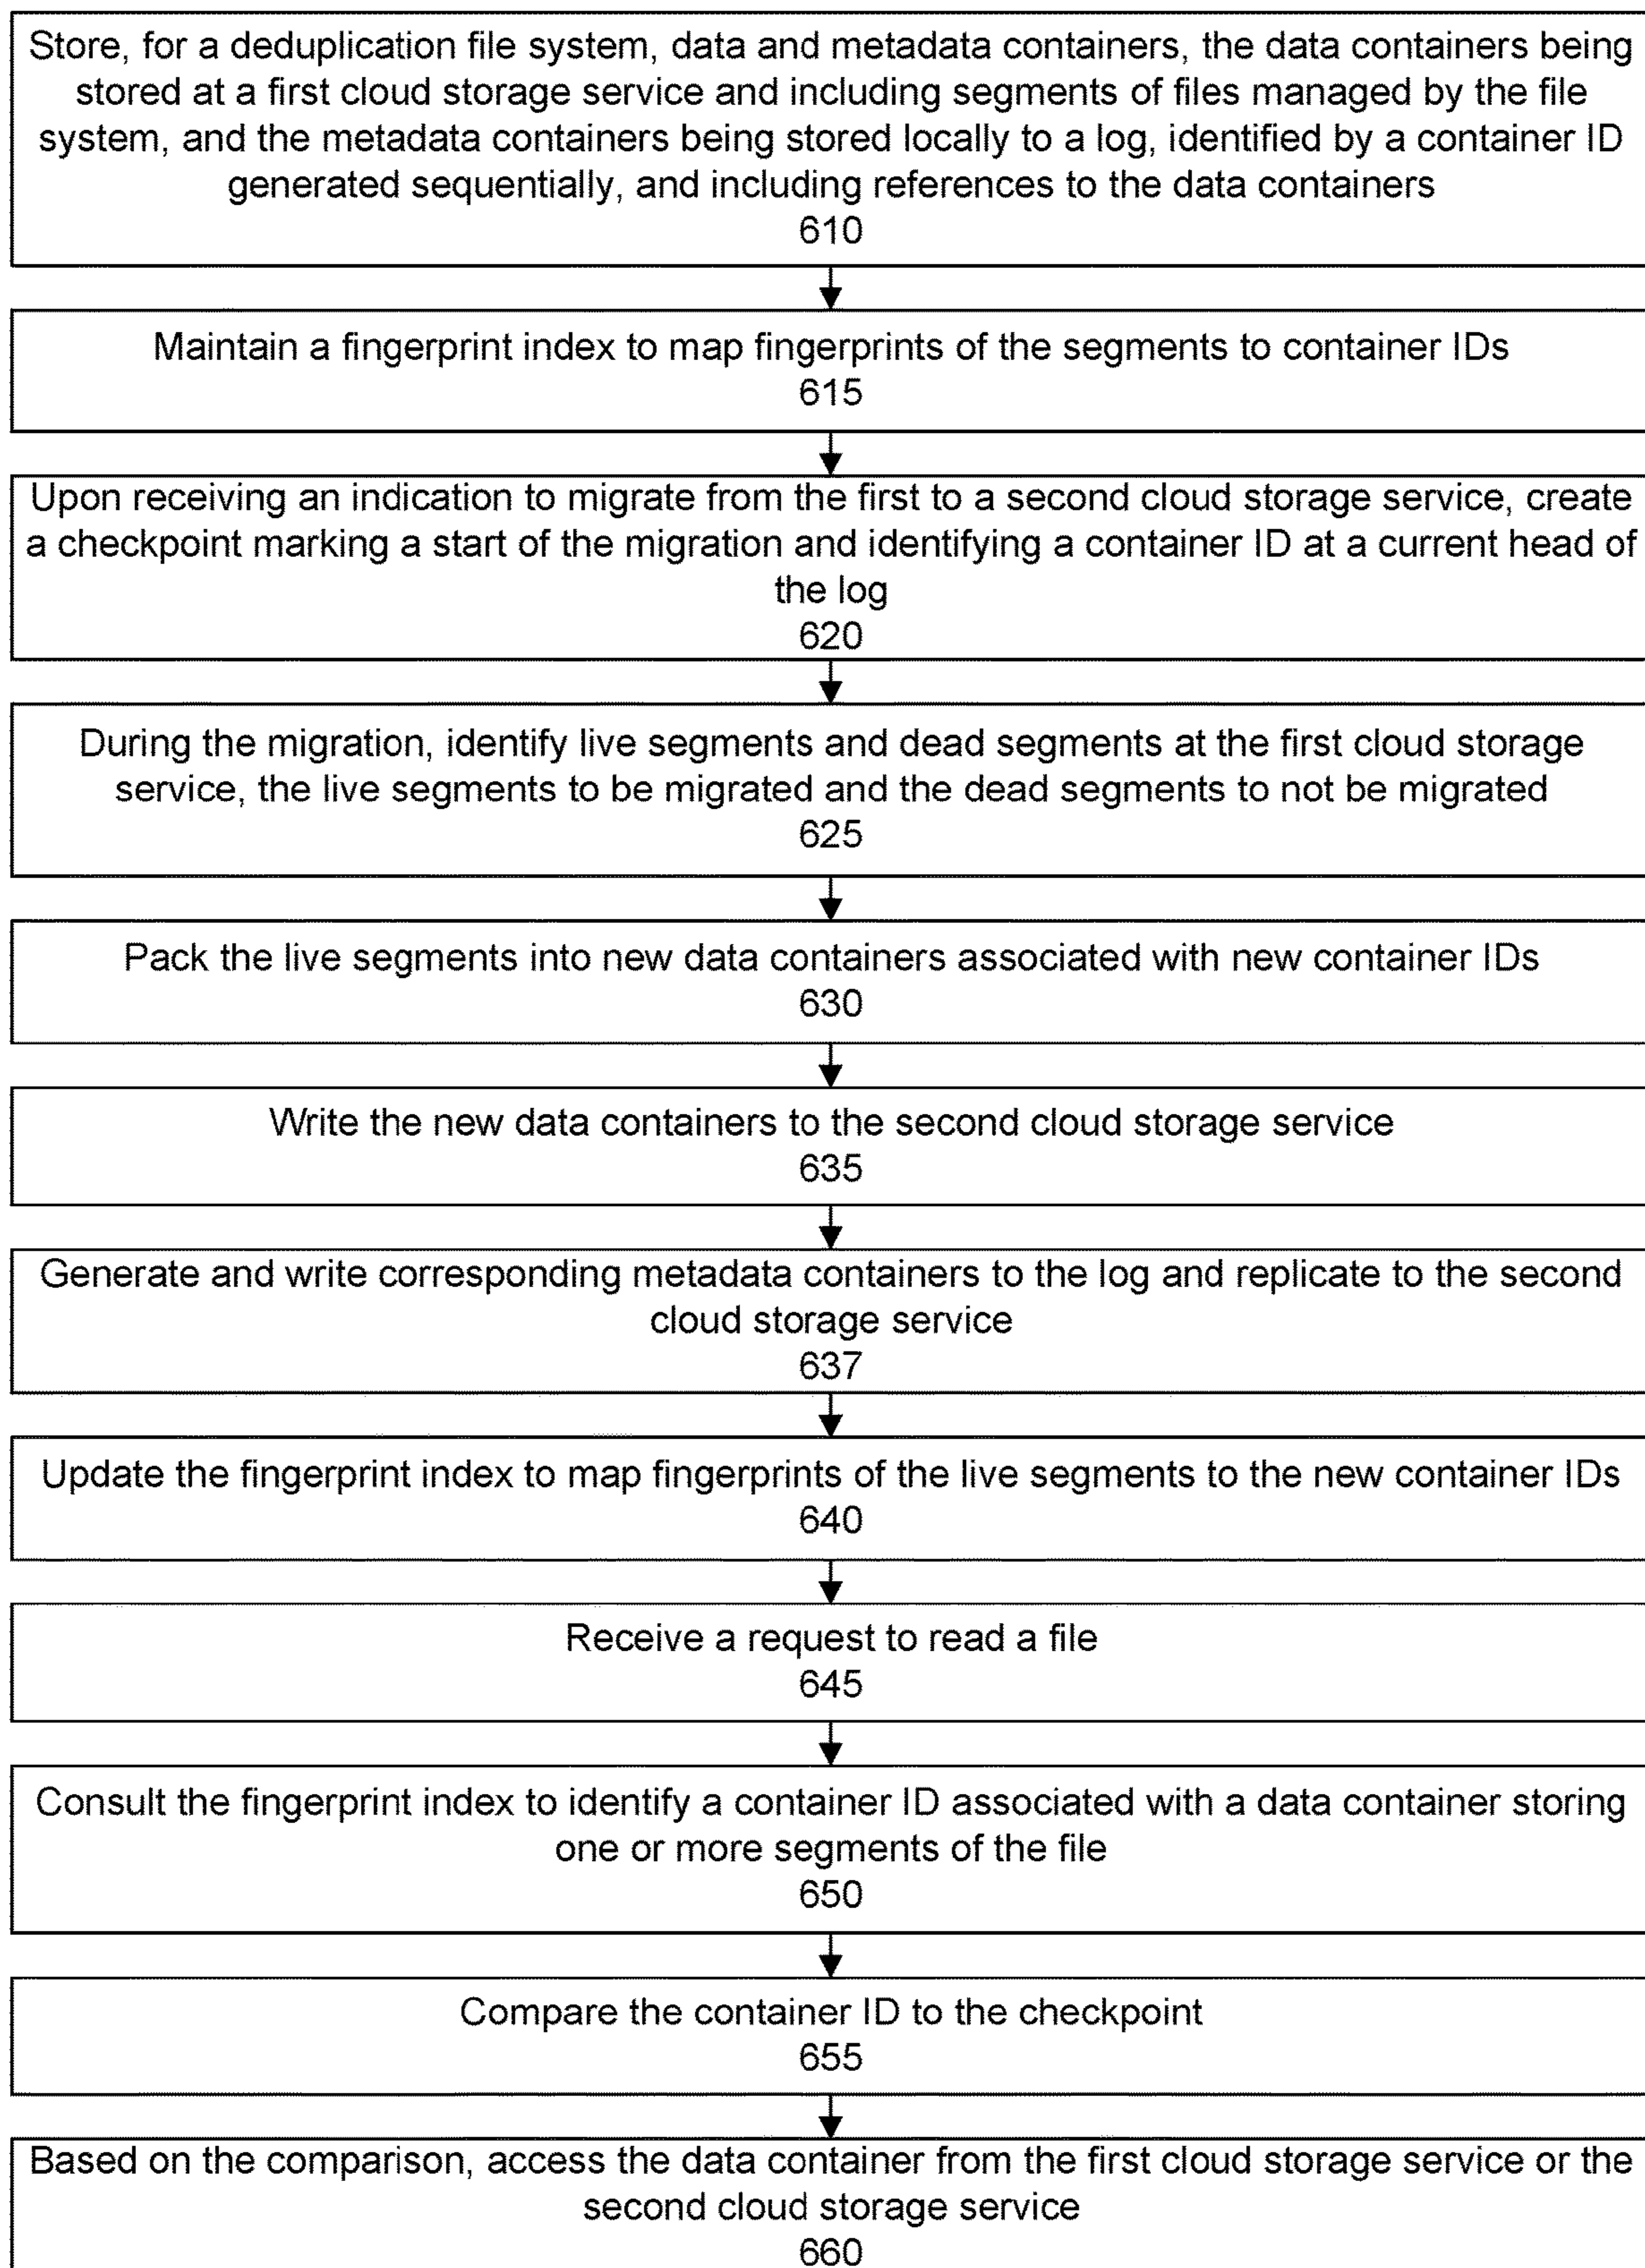 Store, for a deduplication file system, data and metadata containers, the data containers being
stored at a first cloud storage service and including segments of files managed by the file
system, and the metadata containers being stored locally to a log, identified by a container ID
generated sequentially, and including references to the data containers
610
Maintain a fingerprint index to map fingerprints of the segments to container IDs
615
Upon receiving an indication to migrate from the first to a second cloud storage service, create
a checkpoint marking a start of the migration and identifying a container ID at a current head of
the log
620
During the migration, identify live segments and dead segments at the first cloud storage
service, the live segments to be migrated and the dead segments to not be migrated
625
Pack the live segments into new data containers associated with new container IDs
630
Write the new data containers to the second cloud storage service
635
Generate and write corresponding metadata containers to the log and replicate to the second
cloud storage service
637
Update the fingerprint index to map fingerprints of the live segments to the new container IDs
640
Receive a request to read a file
645
Consult the fingerprint index to identify a container ID associated with a data container storing
one or more segments of the file
650
Compare the container ID to the checkpoint
655
Based on the comparison, access the data container from the first cloud storage service or the
second cloud storage service
660